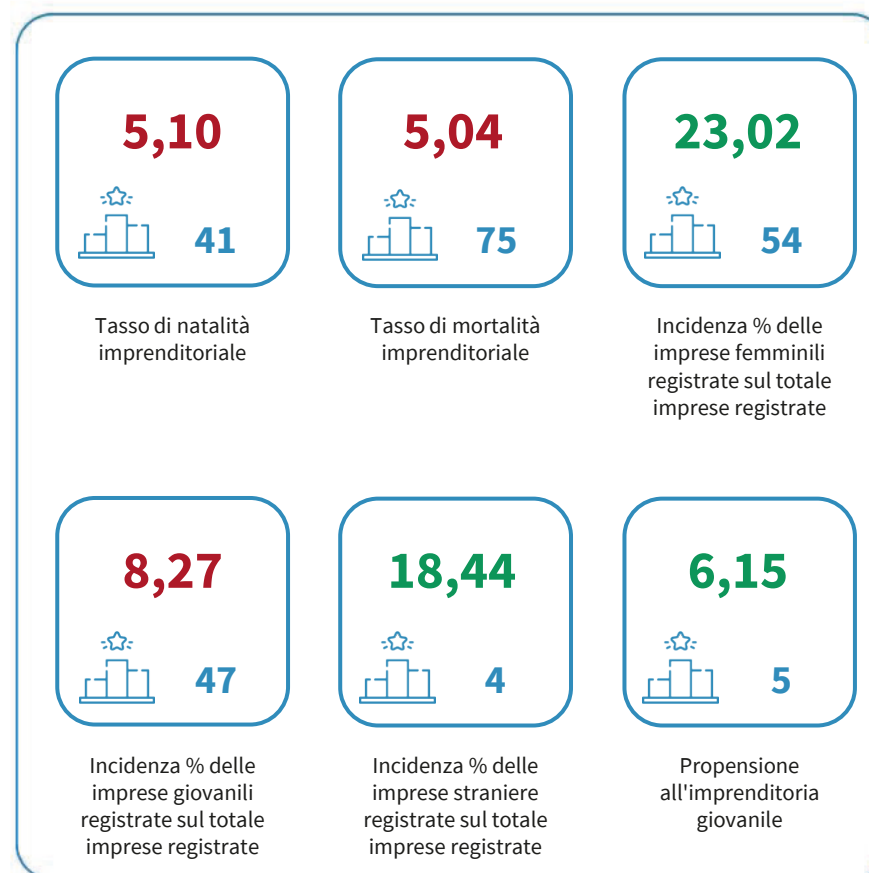 5,10
41
Tasso di natalità
imprenditoriale
5,04
75
Tasso di mortalità
imprenditoriale
23,02
54
Incidenza % delle
imprese femminili
registrate sul totale
imprese registrate
8,27
47
Incidenza % delle
imprese giovanili
registrate sul totale
imprese registrate
18,44
4
Incidenza % delle
imprese straniere
registrate sul totale
imprese registrate
6,15
5
Propensione
all'imprenditoria
giovanile